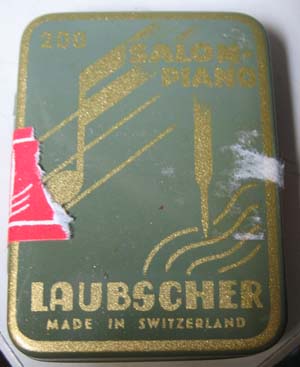 200 SALON-
PIANO
LAUBSCHER
MADE IN SWITZERLAND